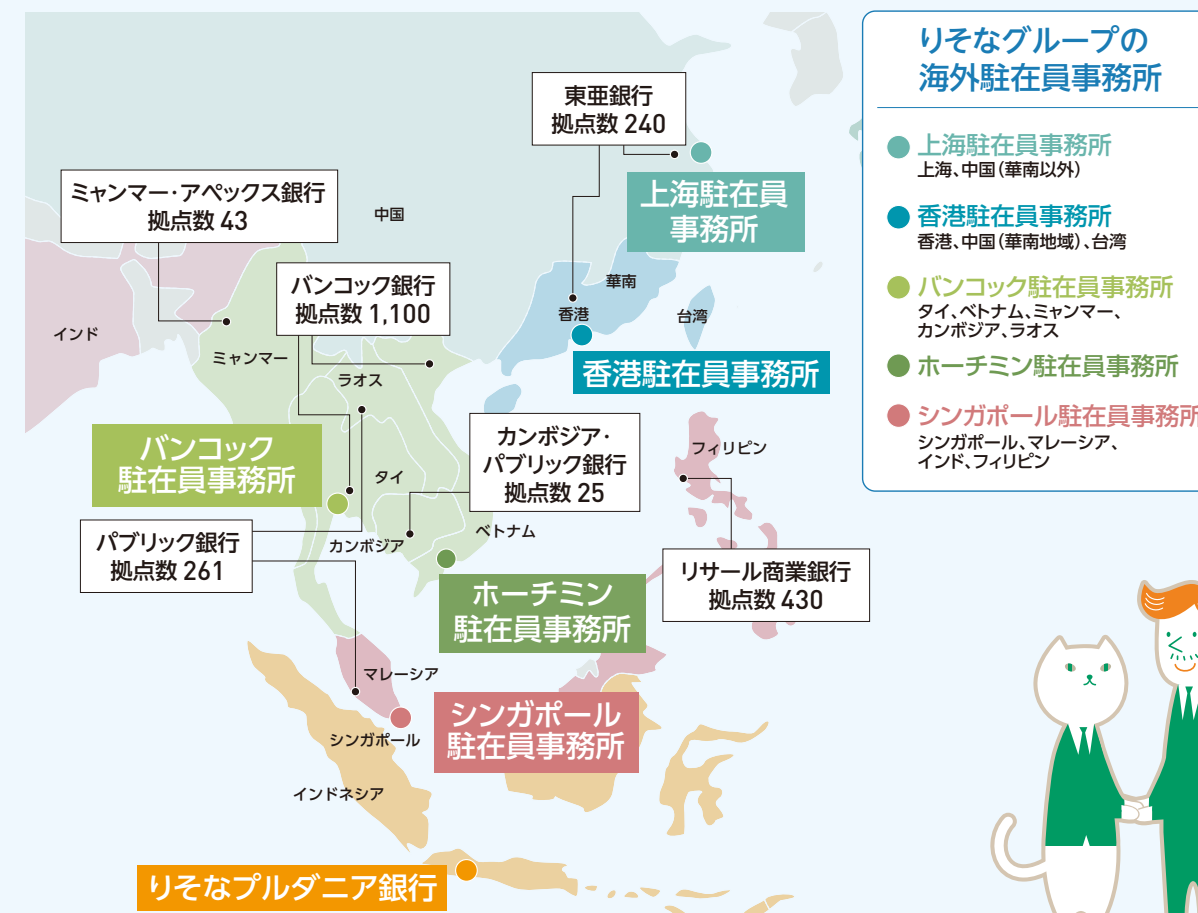 東亜銀行
拠点数 240
上海駐在員
事務所
ミャンマー・アペックス銀行
拠点数 43
中国
バンコック銀行
拠点数 1,100
華南
香港
台湾
インド
ミャンマー
ラオス
香港駐在員事務所
バンコック
駐在員事務所
タイ
カンボジア・
パブリック銀行
拠点数 25
フィリピン
パブリック銀行
拠点数 261
カンボジア
ベトナム
リサール商業銀行
拠点数 430
ホーチミン
駐在員事務所
マレーシア
シンガポール
シンガポール
駐在員事務所
インドネシア
りそなプルダニア銀行
りそなグループの
海外駐在員事務所
上海駐在員事務所
上海、中国(華南以外)
香港駐在員事務所
香港、中国(華南地域)、台湾
バンコック駐在員事務所
タイ、ベトナム、ミャンマー、
カンボジア、ラオス
ホーチミン駐在員事務所
シンガポール駐在員事務所
シンガポール、マレーシア、
インド、フィリピン